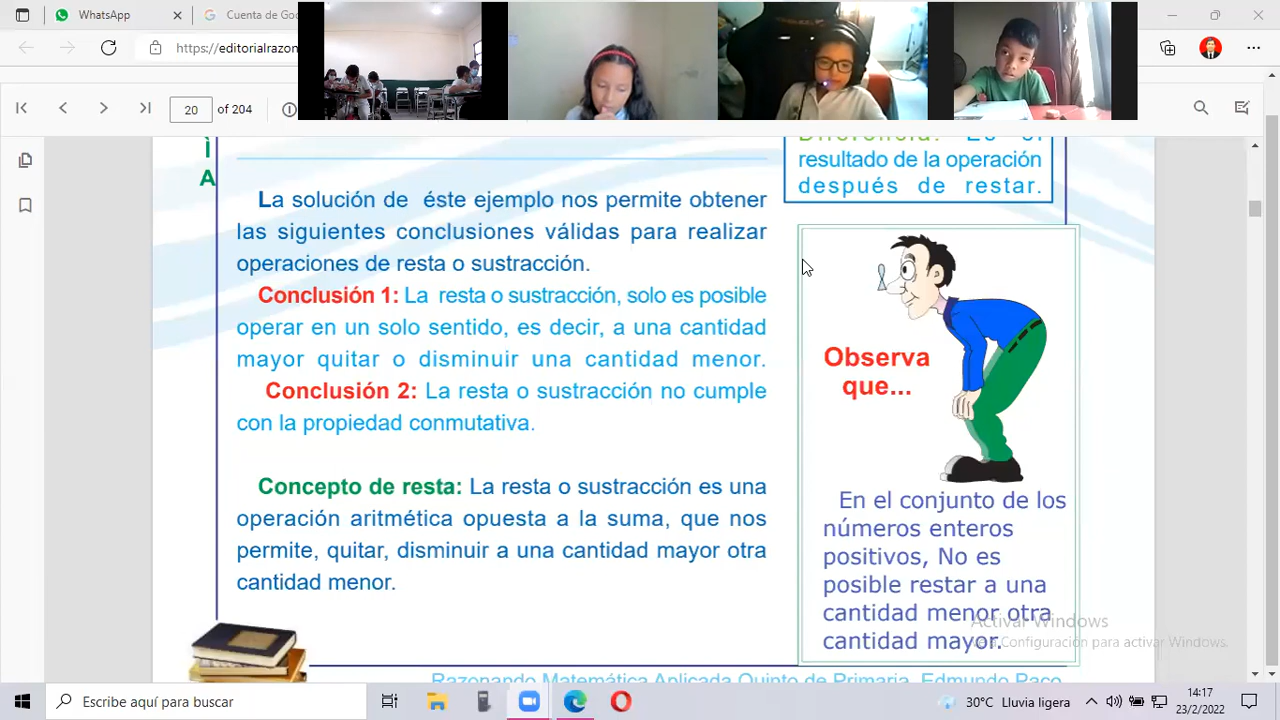 20
WhatsApp
https://editorialrazon
20
of 204
Ì
A
resultado de la operación
después de restar.
La solución de éste ejemplo nos permite obtener
las siguientes conclusiones válidas para realizar
operaciones de resta o sustracción.
Conclusión 1: La resta o sustracción, solo es posible
operar en un solo sentido, es decir, a una cantidad
mayor quitar o disminuir una cantidad menor.
Conclusión 2: La resta o sustracción no cumple
con la propiedad conmutativa.
Concepto de resta: La resta o sustracción es una
operación aritmética opuesta a la suma, que nos
permite, quitar, disminuir a una cantidad mayor otra
cantidad menor.
Observa
que...
En el conjunto de los
números enteros
positivos, No es
posible restar a una
cantidad menor otra
cantidad mayor.
Activar Windows
Configuración para activar Windows.
Razonando Matemática Aplicada Quinto de Primaria. Edmundo Paco
Escribe aquí para buscar
30°C Lluvia ligera
14:17
23/2/2022